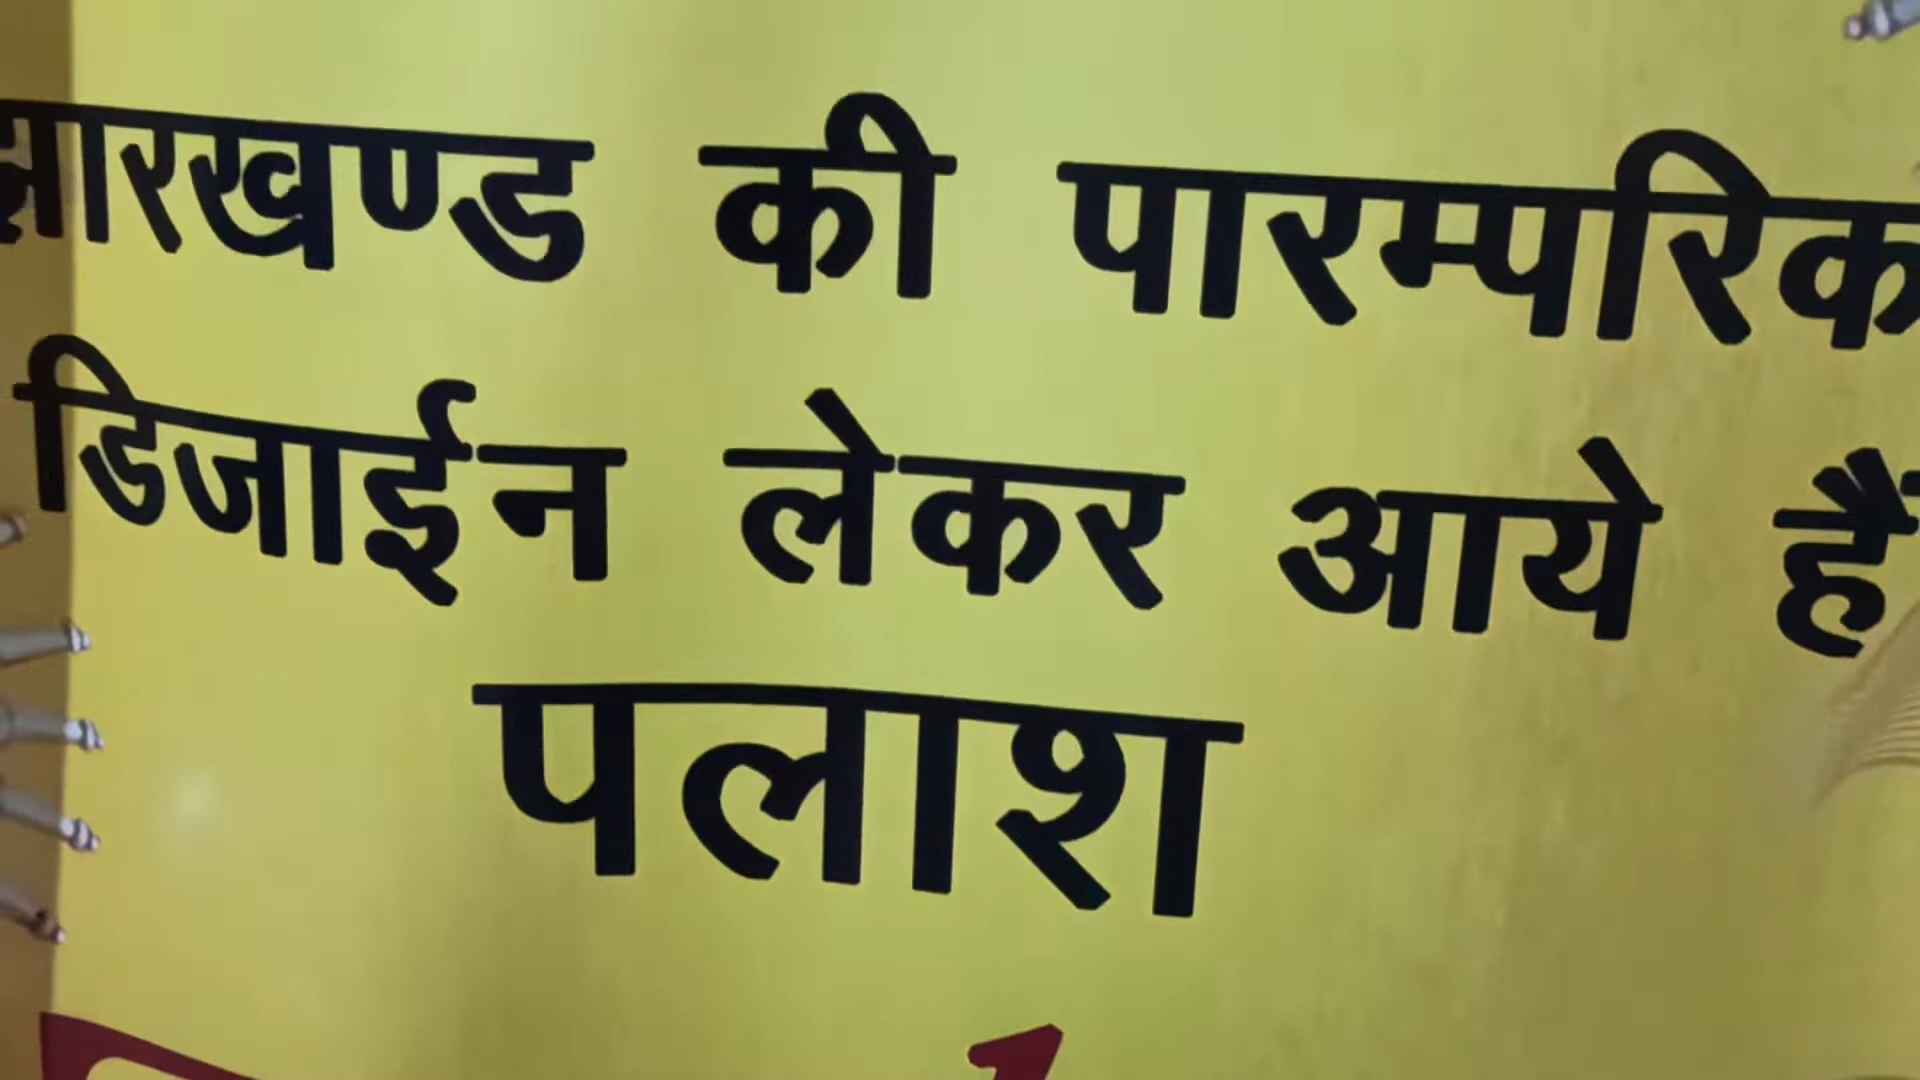 झारखण्ड की पारम्परिक
डिजाईन लेकर आये हैं
पलाश